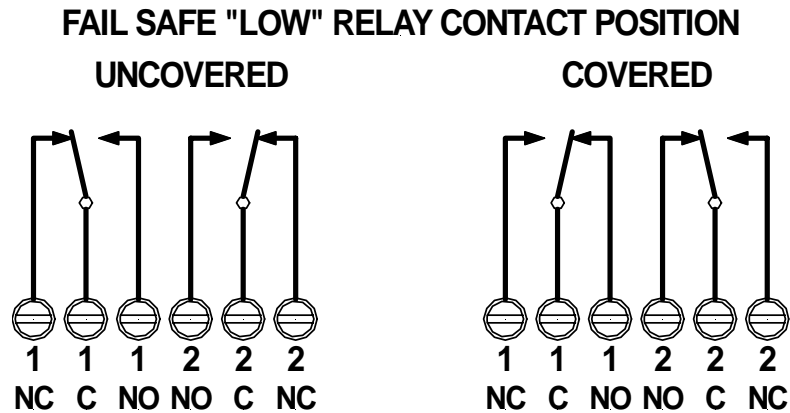 FAIL SAFE "LOW" RELAY CONTACT POSITION
UNCOVERED COVERED
1 1 1 2 2 2 1 1 1 2 2 2
NC C NO NO C NC NC C NO NO C NC